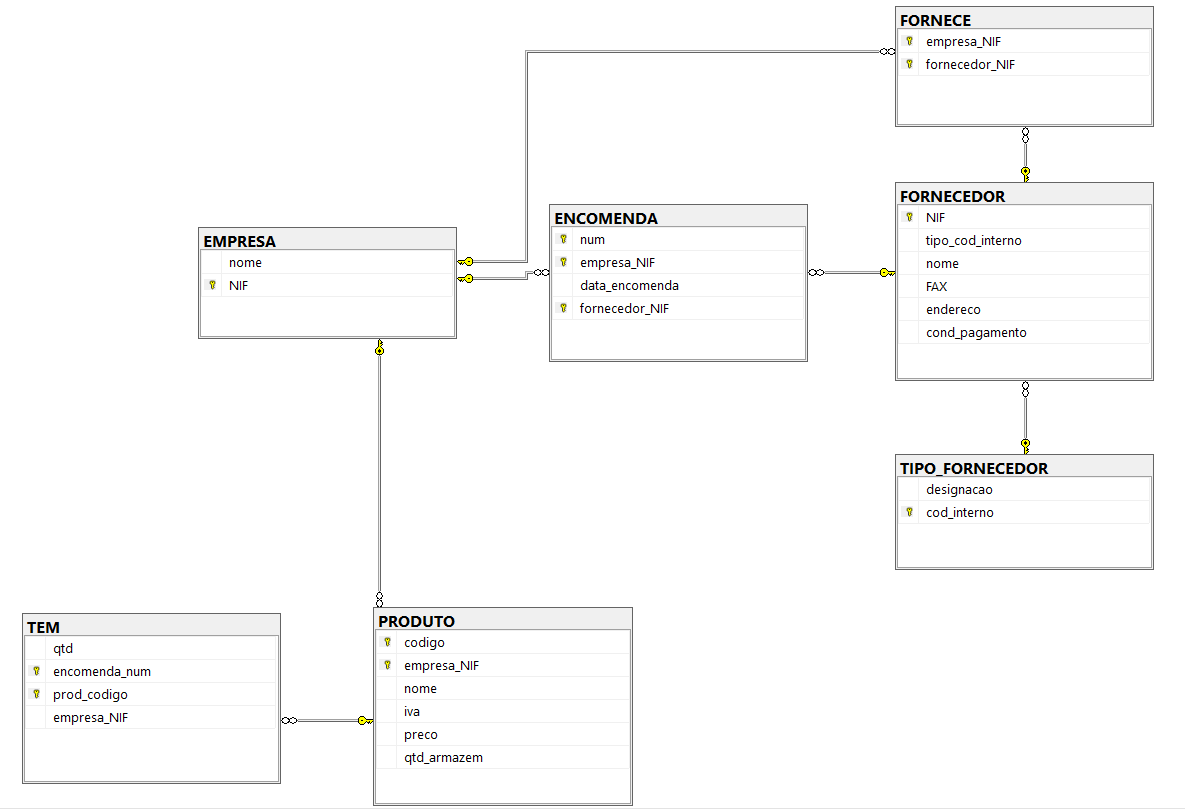 FORNECE
empresa_NIF
fornecedor_NIF
FORNECEDOR
NIF
tipo_cod_interno
nome
FAX
endereco
cond_pagamento
ENCOMENDA
num
empresa_NIF
data_encomenda
fornecedor_NIF
EMPRESA
nome
NIF
TIPO_FORNECEDOR
designacao
cod_interno
TEM
qtd
encomenda_num
prod_codigo
empresa_NIF
PRODUTO
codigo
empresa_NIF
nome
iva
preco
qtd_armazem